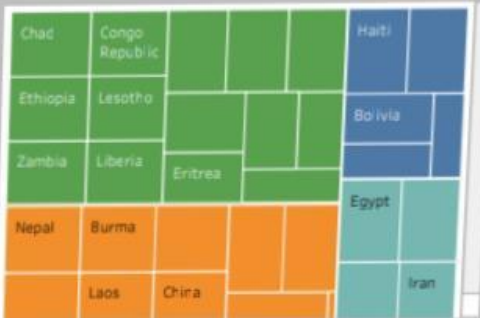 Chad
Congo
Republic
Haiti
Ethiopia
Lesotho
Bolivia
Zambia
Liberia
Eritrea
Egypt
Nepal
Burma
Laos
China
Iran